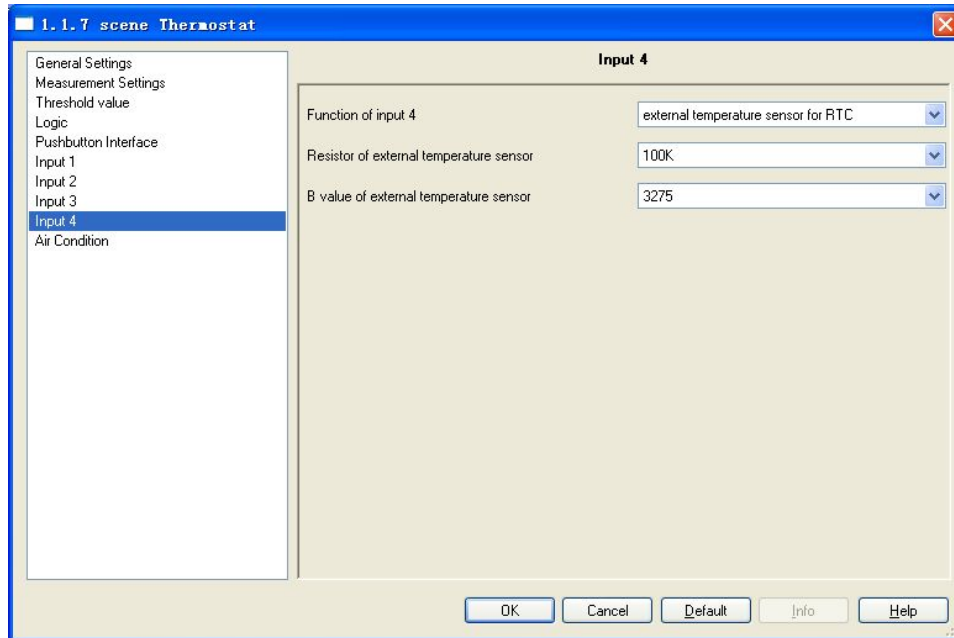 1.1.7 scene Thermostat
General Settings
Measurement Settings
Threshold value
Logic
Pushbutton Interface
Input 1
Input 2
Input 3
Input 4
Air Condition
Input 4
Function of input 4 external temperature sensor for RTC
Resistor of external temperature sensor 100K
B value of external temperature sensor 3275
OK Cancel Default Info Help